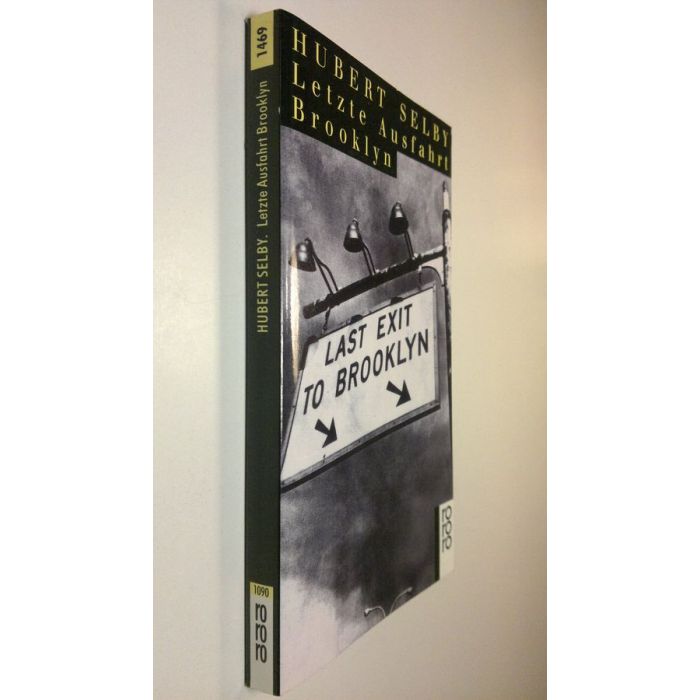 HUBERT SELBY
Letzte Ausfahrt
Brooklyn
LAST EXIT
TO BROOKLYN
rororo
1469
HUBERT SELBY. Letzte Ausfahrt Brooklyn
1090
rororo